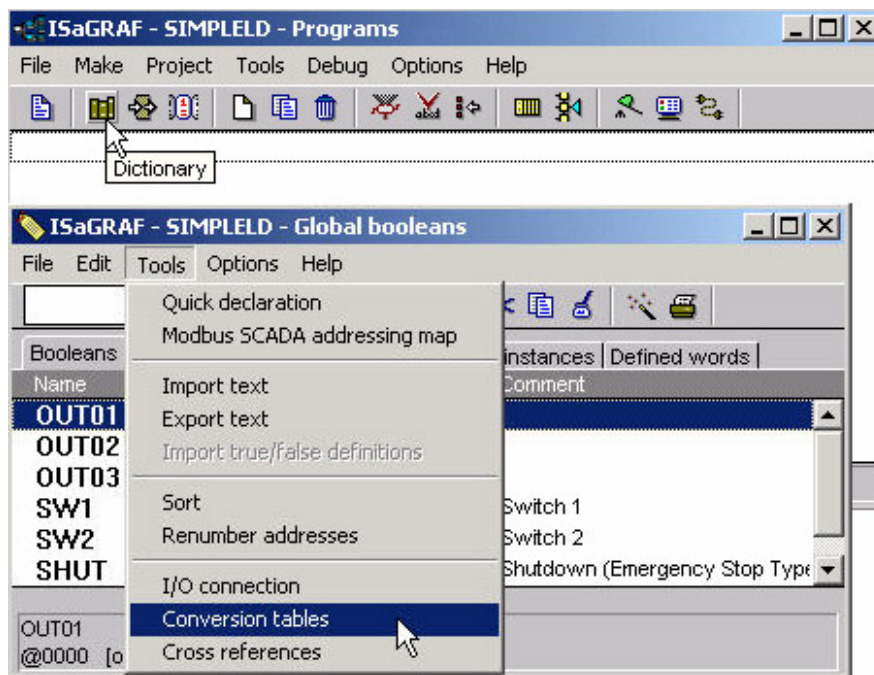 ISaGRAF - SIMPLELD - Programs
File Make Project Tools Debug Options Help
Dictionary
ISaGRAF - SIMPLELD - Global booleans
File Edit Tools Options Help
Quick declaration
Modbus SCADA addressing map
Booleans instances Defined words
Name Comment
Import text
OUT01
Export text
OUT02
Import true/false definitions
OUT03
Sort
SW1 Switch 1
Renumber addresses
SW2 Switch 2
SHUT Shutdown (Emergency Stop Type
I/O connection
Conversion tables
OUT01
Cross references
@0000 [o